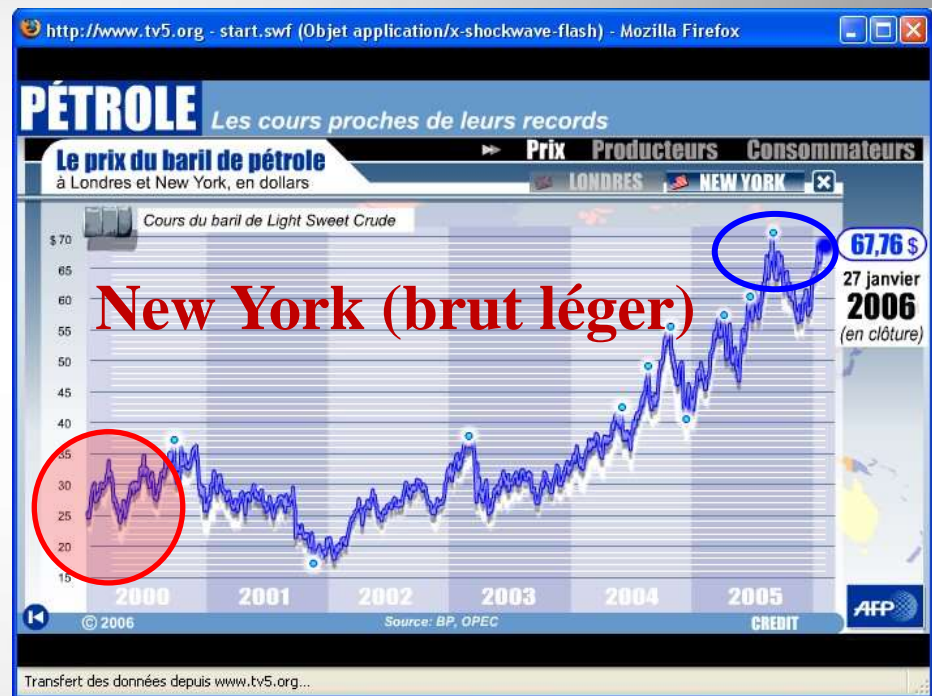 http://www.tv5.org - start.swf (Objet application/x-shockwave-flash) - Mozilla Firefox
PÉTROLE Les cours proches de leurs records
Prix Producteurs Consommateurs
Le prix du baril de pétrole
à Londres et New York, en dollars
LONDRES NEW YORK
Cours du baril de Light Sweet Crude
$ 70
65
60
55
50
45
40
35
30
25
20
15
New York (brut léger)
67,76 $
27 janvier
2006
(en clôture)
2000 2001 2002 2003 2004 2005
© 2006 Source: BP, OPEC CREDIT AFP
Transfert des données depuis www.tv5.org...